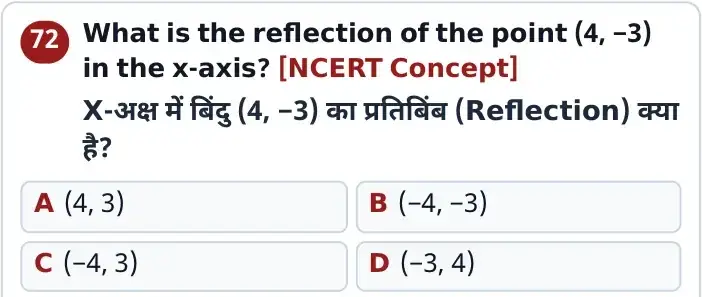 72 What is the reflection of the point (4, −3)
in the x-axis? [NCERT Concept]
X-अक्ष में बिंदु (4, −3) का प्रतिबिंब (Reflection) क्या
है?
A (4, 3) B (−4, −3)
C (−4, 3) D (−3, 4)